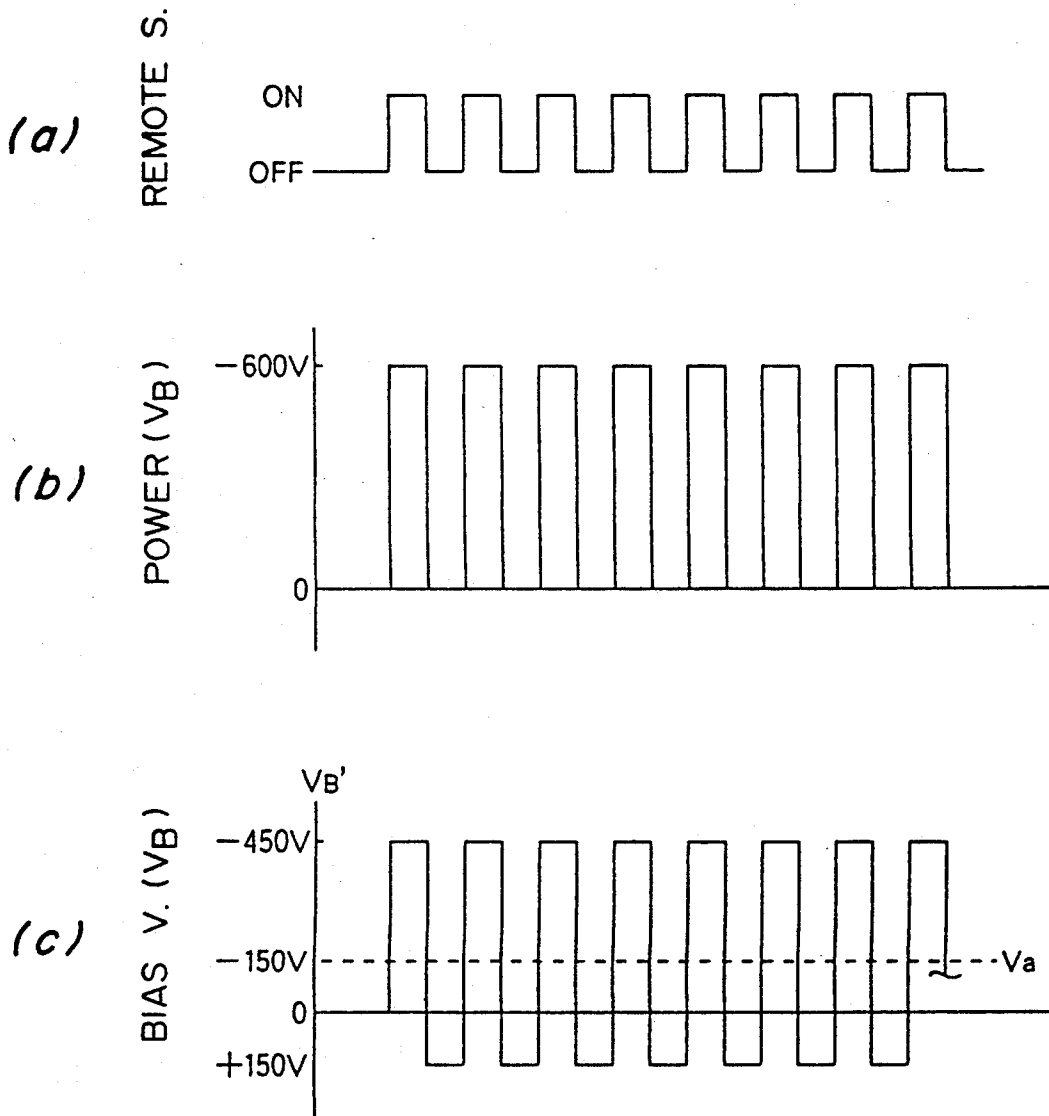 (a)
REMOTE S.
ON
OFF
(b)
POWER (VB)
−600V
0
(c)
BIAS V. (VB)
VB'
−450V
−150V
Va
0
+150V